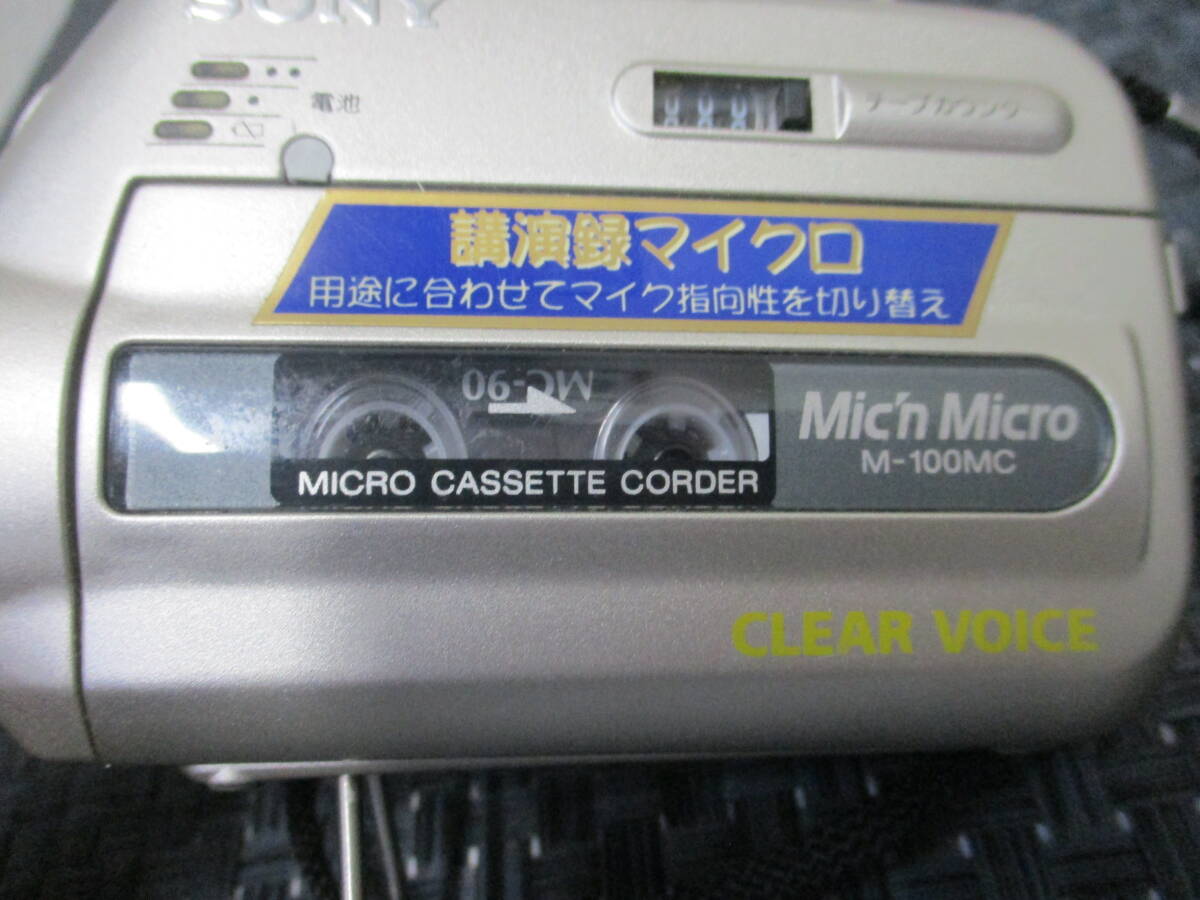 SONY
電池
テープカウンタ
講演録マイクロ
用途に合わせてマイク指向性を切り替え
MC-90
Mic'n Micro
M-100MC
MICRO CASSETTE CORDER
CLEAR VOICE